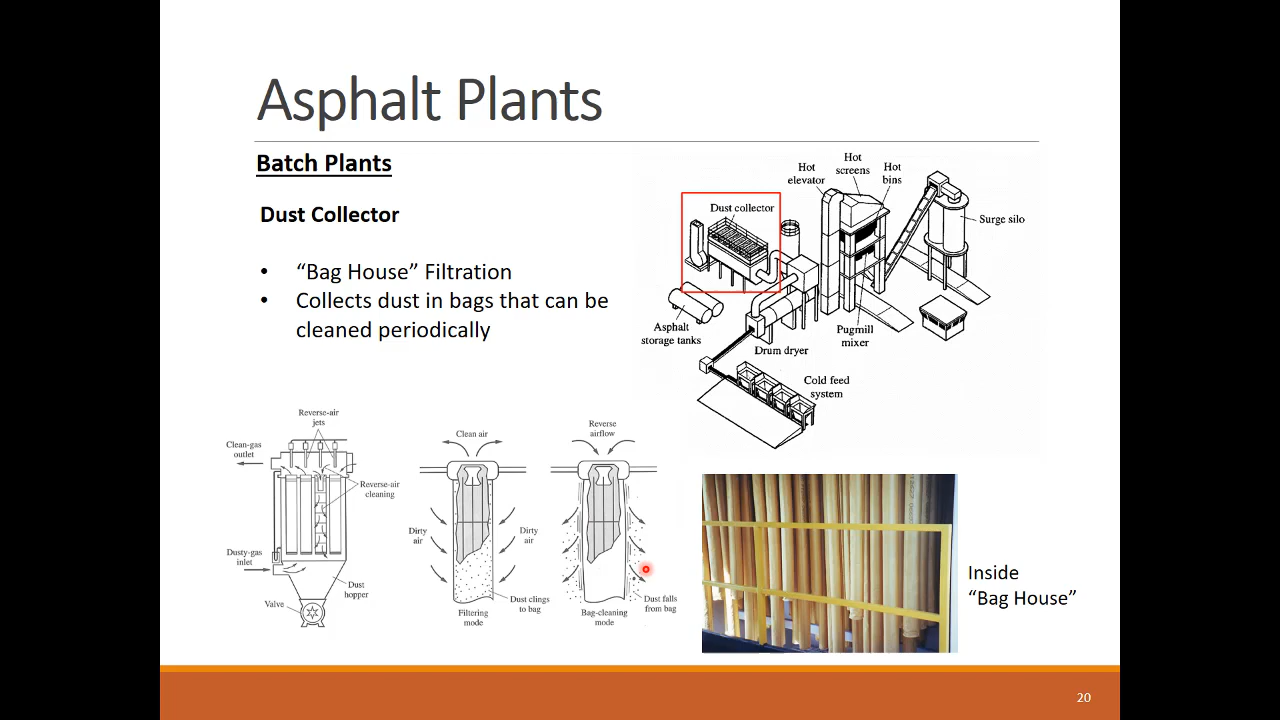 Asphalt Plants
Batch Plants
Dust Collector
• “Bag House” Filtration
• Collects dust in bags that can be
cleaned periodically
Hot
elevator
Hot
screens
Hot
bins
Dust collector
Surge silo
Asphalt
storage tanks
Drum dryer
Pugmill
mixer
Cold feed
system
Reverse-air
jets
Clean-gas
outlet
Reverse-air
cleaning
Dusty-gas
inlet
Dust
hopper
Valve
Clean air
Dirty
air
Dirty
air
Dust clings
to bag
Filtering
mode
Reverse
airflow
Dust falls
from bag
Bag-cleaning
mode
Inside
“Bag House”
20